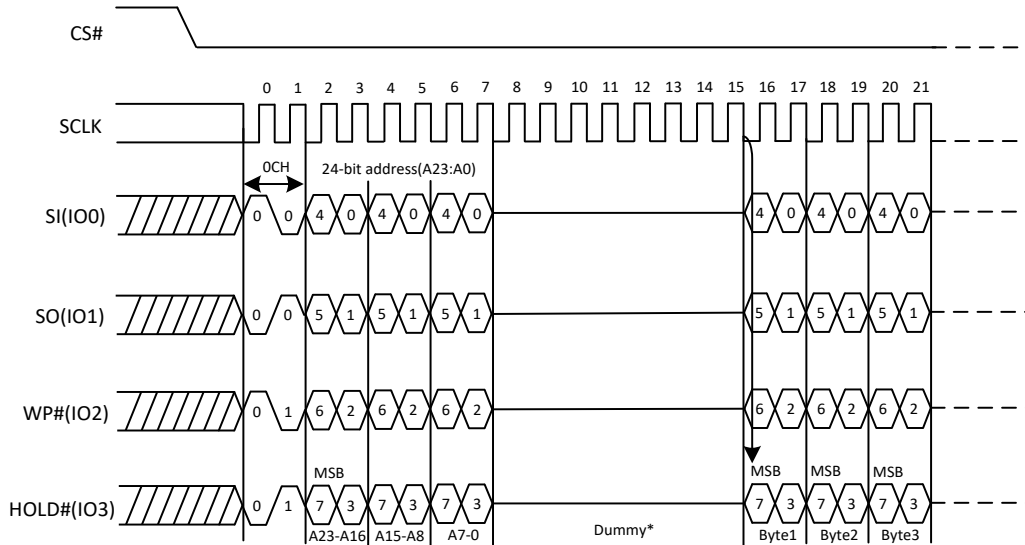 CS#
0 1 2 3 4 5 6 7 8 9 10 11 12 13 14 15 16 17 18 19 20 21
SCLK
0CH 24-bit address(A23:A0)
SI(IO0) 0 0 4 0 4 0 4 0 4 0 4 0 4 0
SO(IO1) 0 0 5 1 5 1 5 1 5 1 5 1 5 1
WP#(IO2) 0 1 6 2 6 2 6 2 6 2 6 2 6 2
MSB MSB MSB MSB
HOLD#(IO3) 0 1 7 3 7 3 7 3 7 3 7 3 7 3
A23-A16 A15-A8 A7-0 Dummy* Byte1 Byte2 Byte3